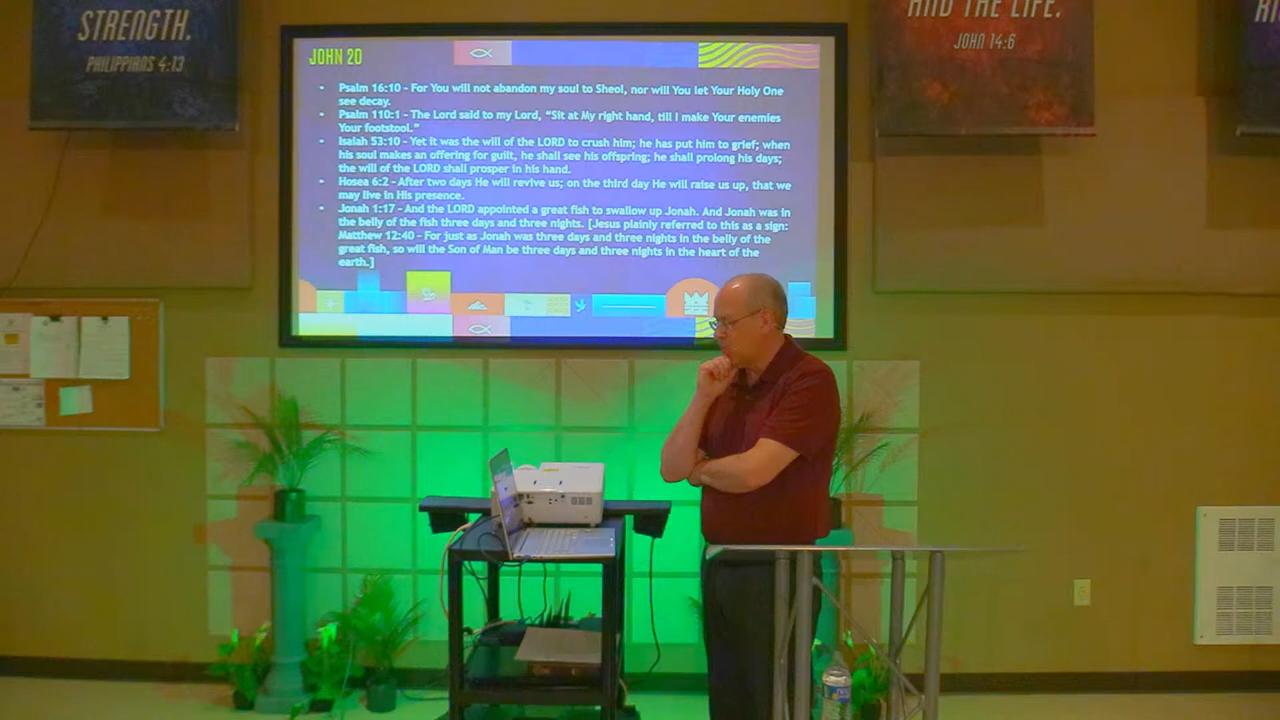 STRENGTH.
PHILIPPIANS 4:13
AND THE LIFE.
JOHN 14:6
JOHN 20
• Psalm 16:10 - For You will not abandon my soul to Sheol, nor will You let Your Holy One
see decay.
• Psalm 110:1 - The Lord said to my Lord, "Sit at My right hand, till I make Your enemies
Your footstool."
• Isaiah 53:10 - Yet it was the will of the LORD to crush him; he has put him to grief; when
his soul makes an offering for guilt, he shall see his offspring; he shall prolong his days;
the will of the LORD shall prosper in his hand.
• Hosea 6:2 - After two days He will revive us; on the third day He will raise us up, that we
may live in His presence.
• Jonah 1:17 - And the LORD appointed a great fish to swallow up Jonah. And Jonah was in
the belly of the fish three days and three nights. [Jesus plainly referred to this as a sign:
Matthew 12:40 - For just as Jonah was three days and three nights in the belly of the
great fish, so will the Son of Man be three days and three nights in the heart of the
earth.]